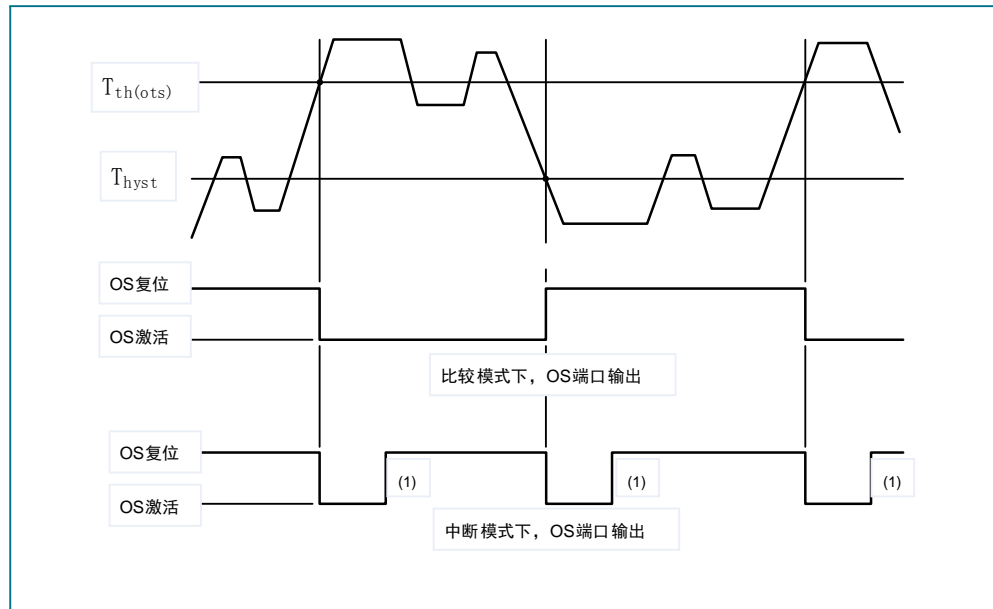 Tth(ots)
Thyst
OS复位
OS激活
比较模式下，OS端口输出
OS复位
(1) (1) (1)
OS激活
中断模式下，OS端口输出